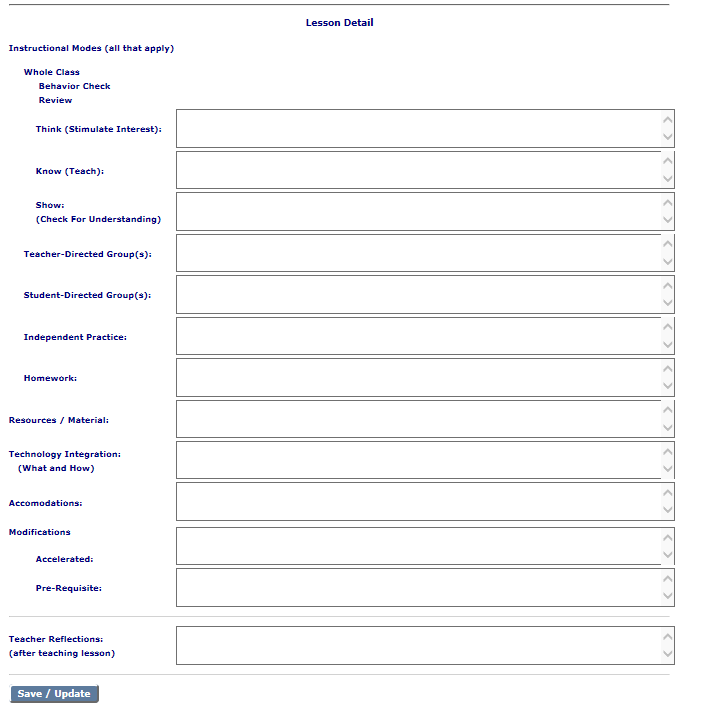 Lesson Detail
Instructional Modes (all that apply)
Whole Class
Behavior Check
Review
Think (Stimulate Interest):
Know (Teach):
Show:
(Check For Understanding)
Teacher-Directed Group(s):
Student-Directed Group(s):
Independent Practice:
Homework:
Resources / Material:
Technology Integration:
(What and How)
Accomodations:
Modifications
Accelerated:
Pre-Requisite:
Teacher Reflections:
(after teaching lesson)
Save / Update